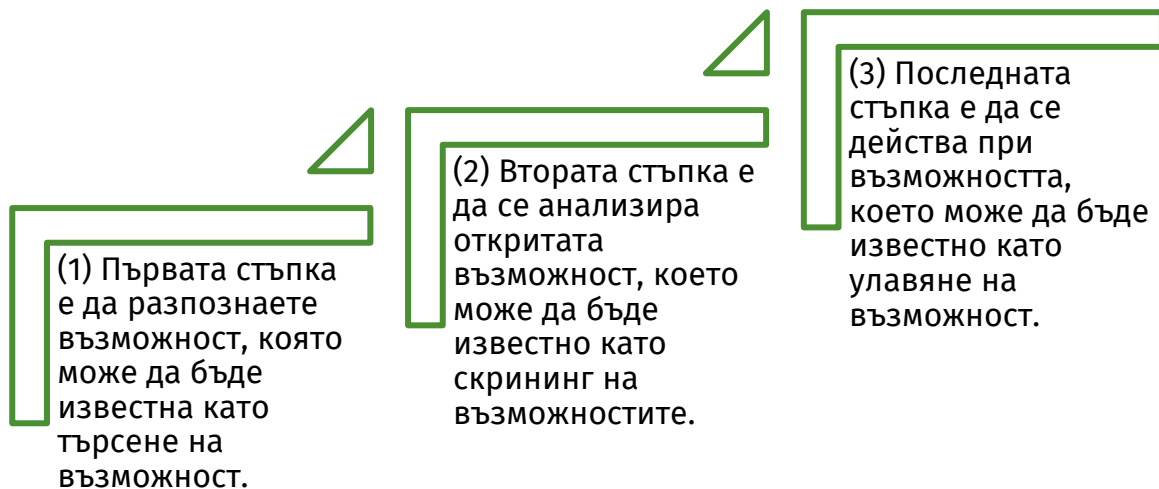 (1) Първата стъпка
е да разпознаете
възможност, която
може да бъде
известна като
търсене на
възможност.
(2) Втората стъпка е
да се анализира
откритата
възможност, което
може да бъде
известно като
скрининг на
възможностите.
(3) Последната
стъпка е да се
действа при
възможността,
което може да бъде
известно като
улавяне на
възможност.